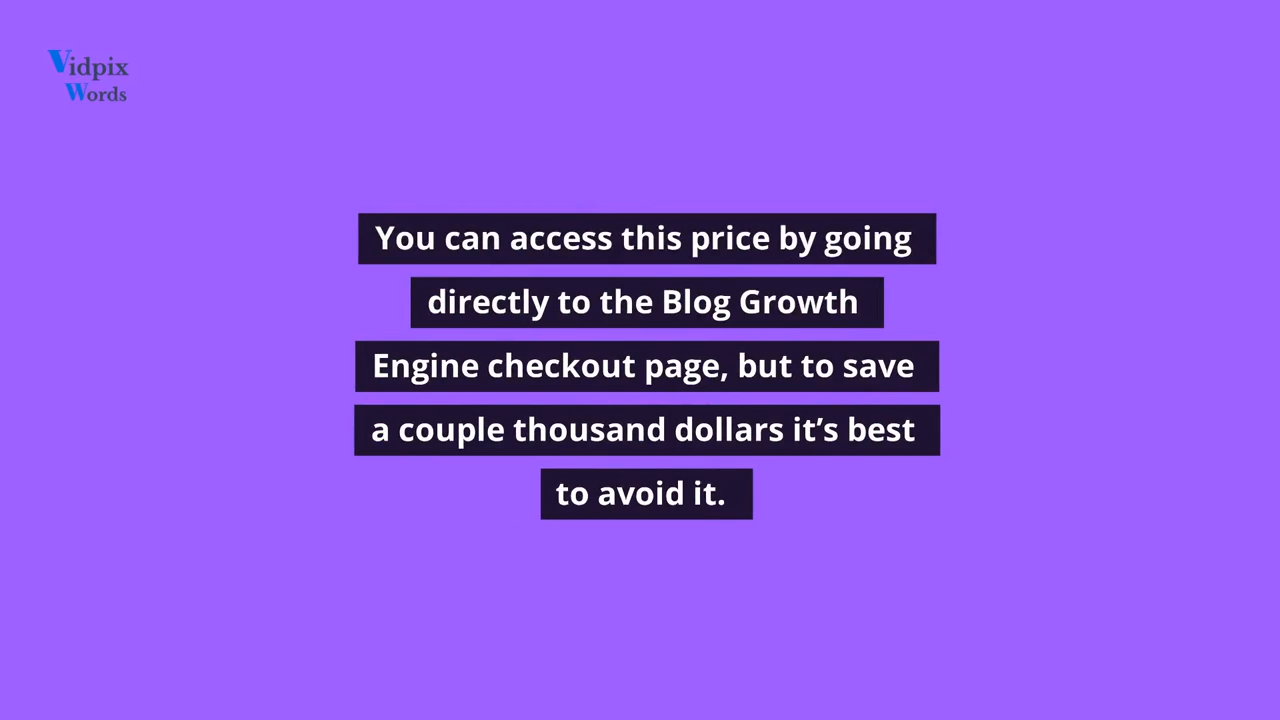 Vidpix
Words
You can access this price by going
directly to the Blog Growth
Engine checkout page, but to save
a couple thousand dollars it’s best
to avoid it.